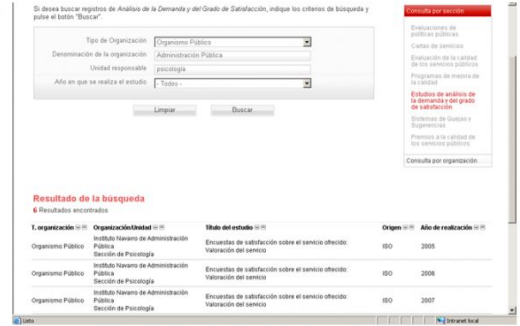 Si desea buscar registros de Análisis de la Demanda y del Grado de Satisfacción, indique los criterios de búsqueda y
pulse el botón "Buscar".
Tipo de Organización Organismo Público
Denominación de la organización Administración Pública
Unidad responsable psicología
Año en que se realiza el estudio - Todos -
Limpiar Buscar
Consulta por sección
Evaluaciones de
políticas públicas
Cartas de servicios
Evaluación de la calidad
de los servicios públicos
Programas de mejora de
la calidad
Estudios de análisis de
la demanda y del grado
de satisfacción
Sistemas de Quejas y
Sugerencias
Premios a la calidad de
los servicios públicos
Consulta por organización
Resultado de la búsqueda
6 Resultados encontrados
T. organización Organización/Unidad Título del estudio Origen Año de realización
Organismo Público
Instituto Navarro de Administración
Pública
Sección de Psicología
Encuestas de satisfacción sobre el servicio ofrecido:
Valoración del servicio
ISO 2005
Organismo Público
Instituto Navarro de Administración
Pública
Sección de Psicología
Encuestas de satisfacción sobre el servicio ofrecido:
Valoración del servicio
ISO 2006
Organismo Público
Instituto Navarro de Administración
Pública
Sección de Psicología
Encuestas de satisfacción sobre el servicio ofrecido:
Valoración del servicio
ISO 2007
Listo Intranet local